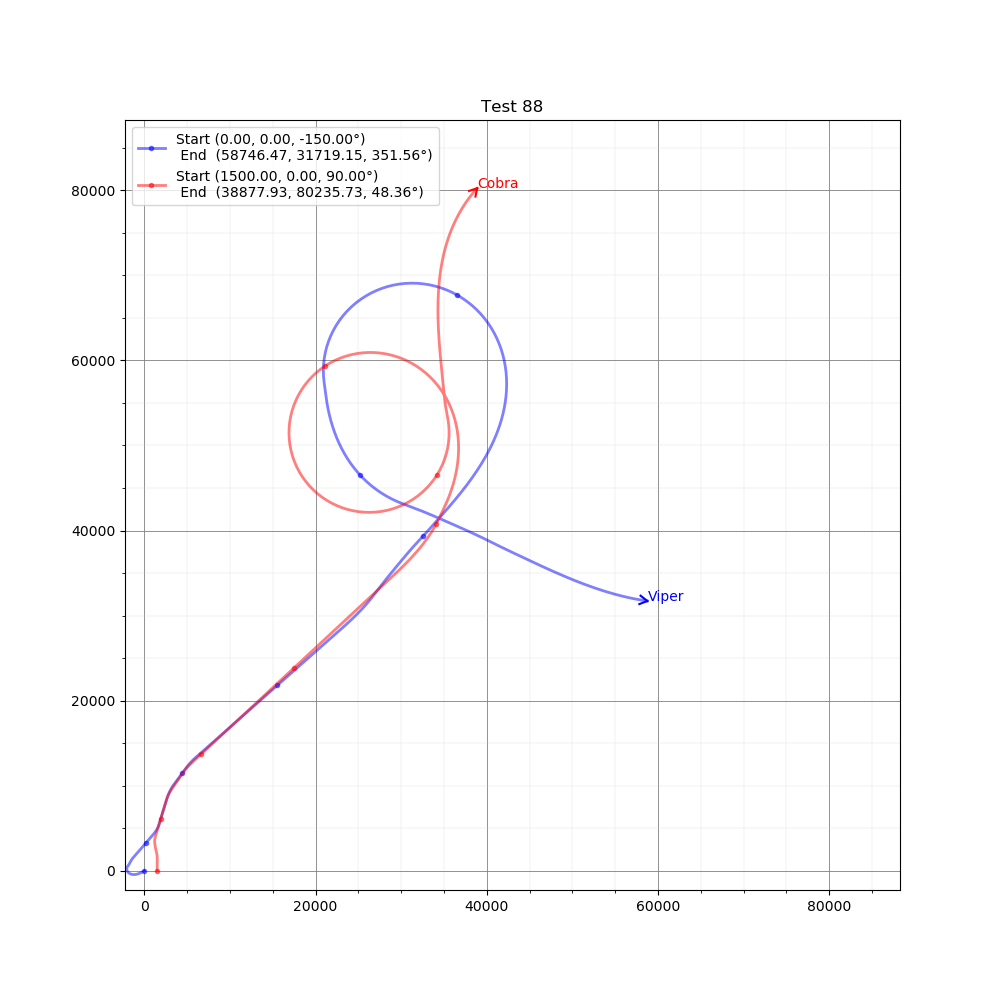 Test 88
Start (0.00, 0.00, -150.00°)
End (58746.47, 31719.15, 351.56°)
Start (1500.00, 0.00, 90.00°)
End (38877.93, 80235.73, 48.36°)
Cobra
Viper
80000
60000
40000
20000
0
0 20000 40000 60000 80000